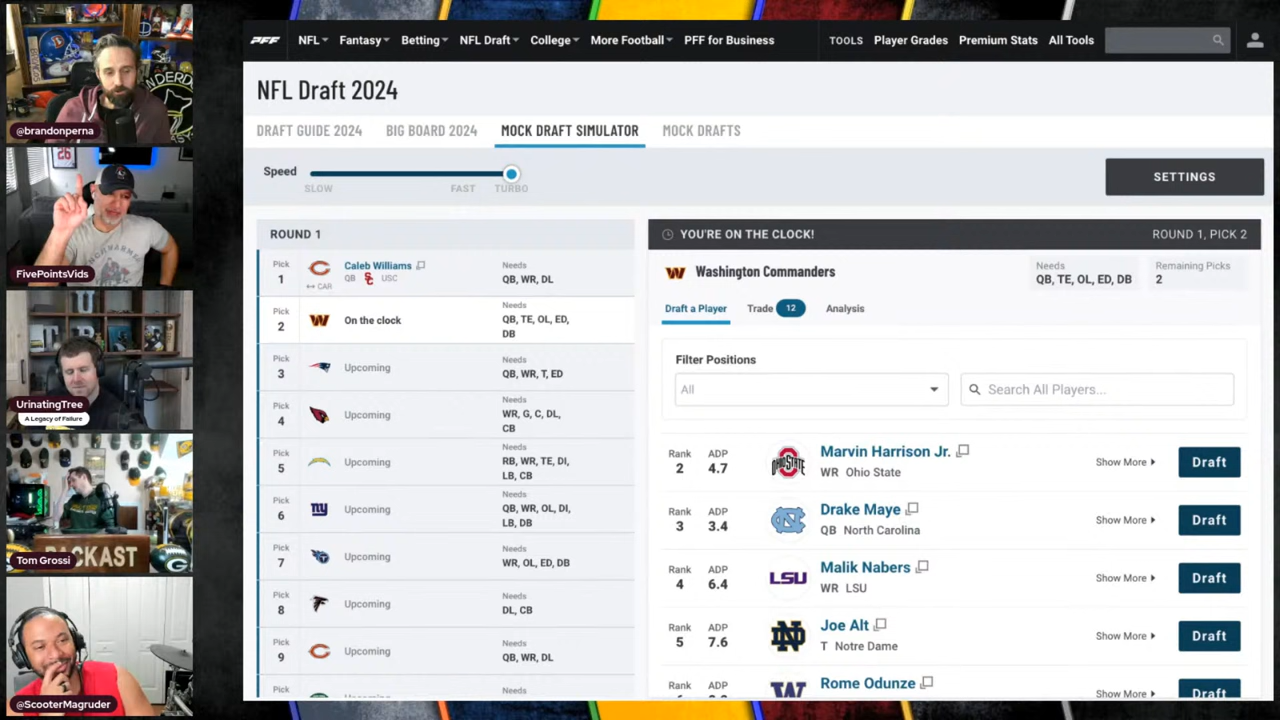 @brandonperna
FivePointsVids
UrinatingTree
A Legacy of Failure
PACKAST
Tom Grossi
@ScooterMagruder
PFF NFL Fantasy Betting NFL Draft College More Football PFF for Business TOOLS Player Grades Premium Stats All Tools
NFL Draft 2024
DRAFT GUIDE 2024 BIG BOARD 2024 MOCK DRAFT SIMULATOR MOCK DRAFTS
Speed
SLOW FAST TURBO
SETTINGS
ROUND 1
Pick 1 CAR Caleb Williams QB SC USC Needs QB, WR, DL
Pick 2 W On the clock Needs QB, TE, OL, ED, DB
Pick 3 Upcoming Needs QB, WR, T, ED
Pick 4 Upcoming Needs WR, G, C, DL, CB
Pick 5 Upcoming Needs RB, WR, TE, DI, LB, CB
Pick 6 ny Upcoming Needs QB, WR, OL, DI, LB, DB
Pick 7 Upcoming Needs WR, OL, ED, DB
Pick 8 Upcoming Needs DL, CB
Pick 9 Upcoming Needs QB, WR, DL
Pick Upcoming Needs
YOU'RE ON THE CLOCK! ROUND 1, PICK 2
W Washington Commanders
Needs
QB, TE, OL, ED, DB
Remaining Picks
2
Draft a Player Trade 12 Analysis
Filter Positions
All
Search All Players...
Rank 2 ADP 4.7 OHIO STATE Marvin Harrison Jr. WR Ohio State Show More Draft
Rank 3 ADP 3.4 NC Drake Maye QB North Carolina Show More Draft
Rank 4 ADP 6.4 LSU Malik Nabers WR LSU Show More Draft
Rank 5 ADP 7.6 ND Joe Alt T Notre Dame Show More Draft
Rank ADP W Rome Odunze Show More Draft